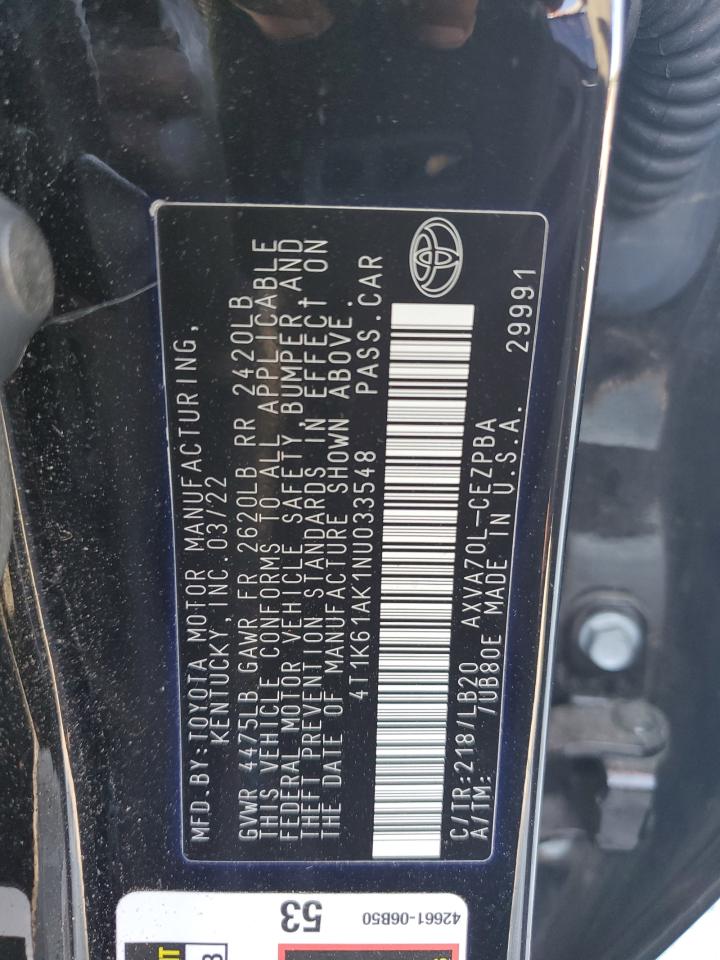 MFD.BY:TOYOTA MOTOR MANUFACTURING,
KENTUCKY,INC.03/22
GVWR 4475LB GAWR FR 2620LB RR 2420LB
THIS VEHICLE CONFORMS TO ALL APPLICABLE
FEDERAL MOTOR VEHICLE SAFETY,BUMPER,AND
THEFT PREVENTION STANDARDS IN EFFECT ON
THE DATE OF MANUFACTURE SHOWN ABOVE.
4T1K61AK1NU033548 PASS.CAR
C/TR:218/LB20 AXVA70L-CEZPBA
A/TM: /UB80E MADE IN U.S.A. 29991
53
42661-06B50